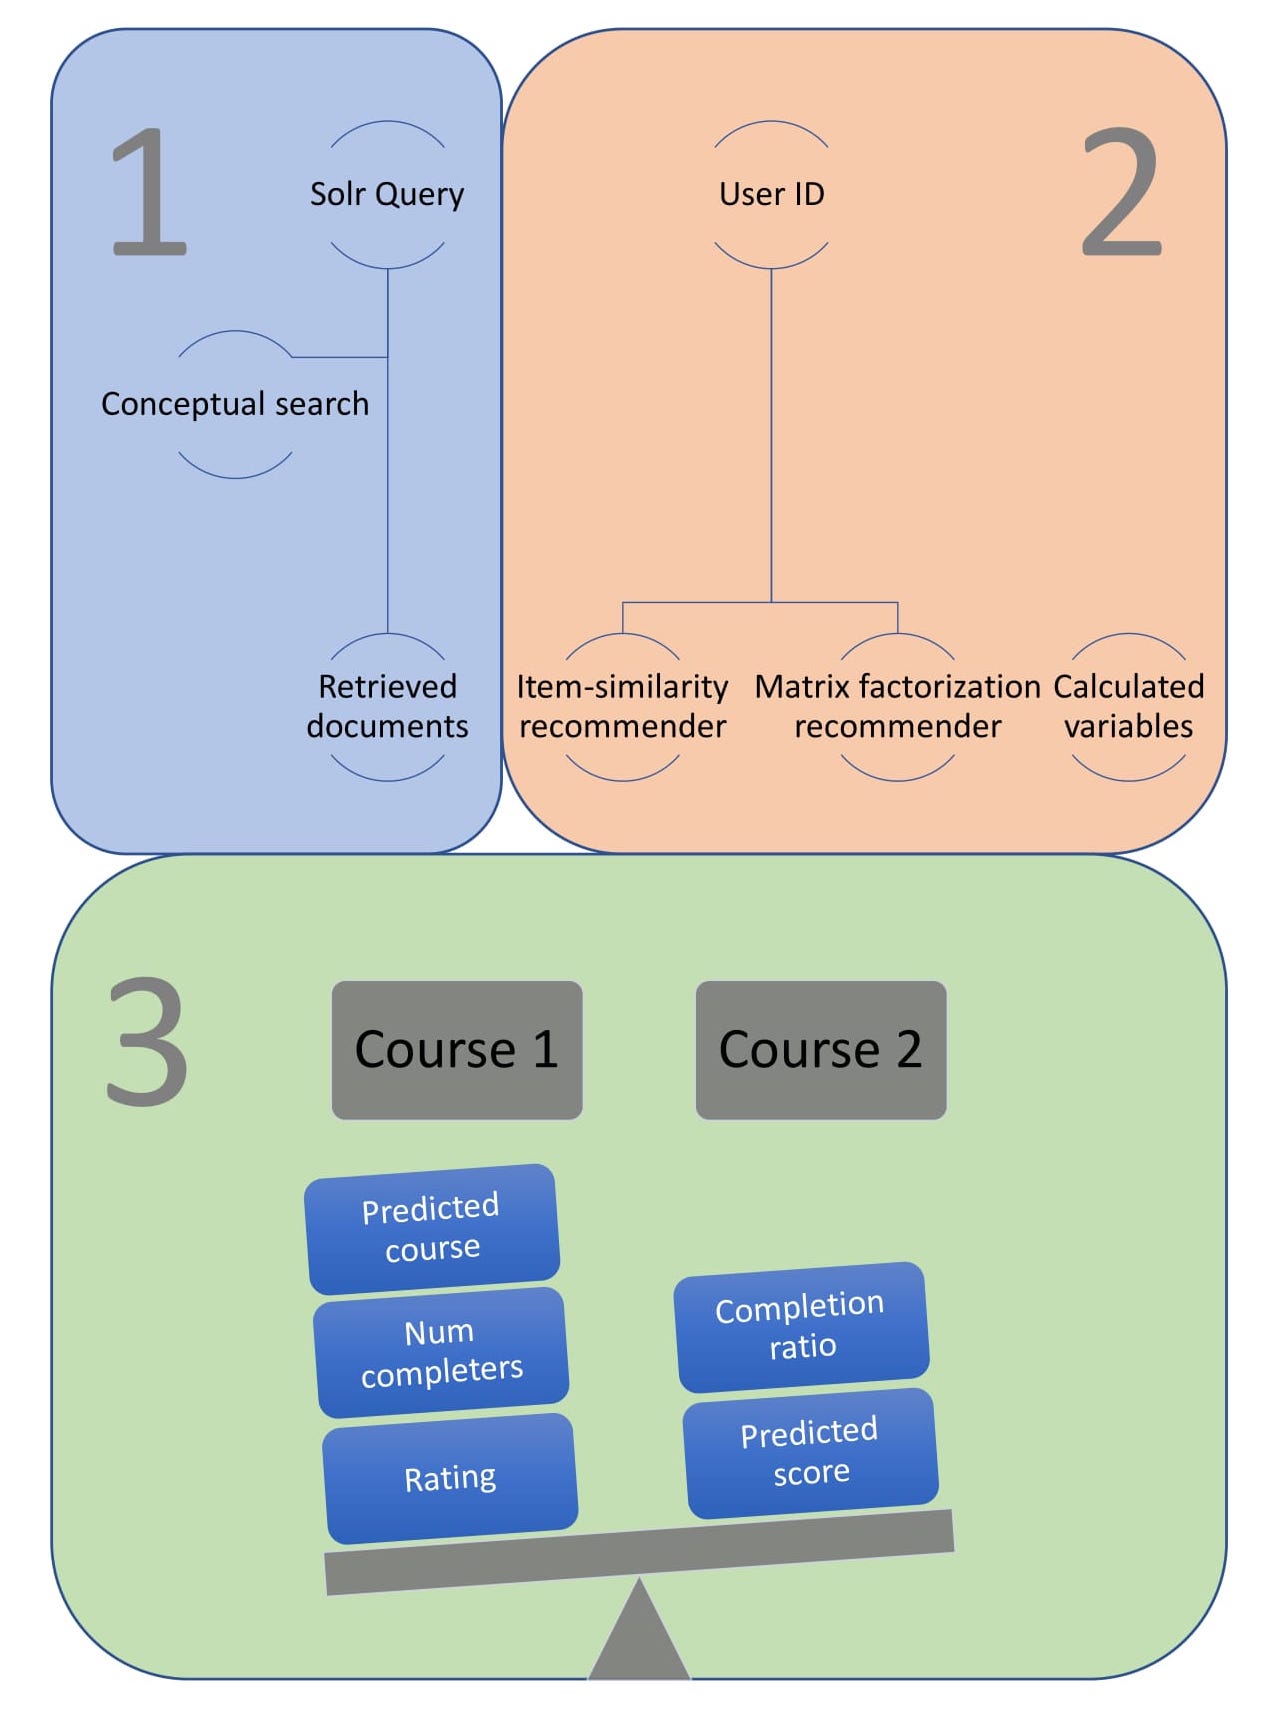 1
Solr Query
Conceptual search
Retrieved
documents
2
User ID
Item-similarity
recommender
Matrix factorization
recommender
Calculated
variables
3
Course 1
Course 2
Predicted
course
Num
completers
Rating
Completion
ratio
Predicted
score